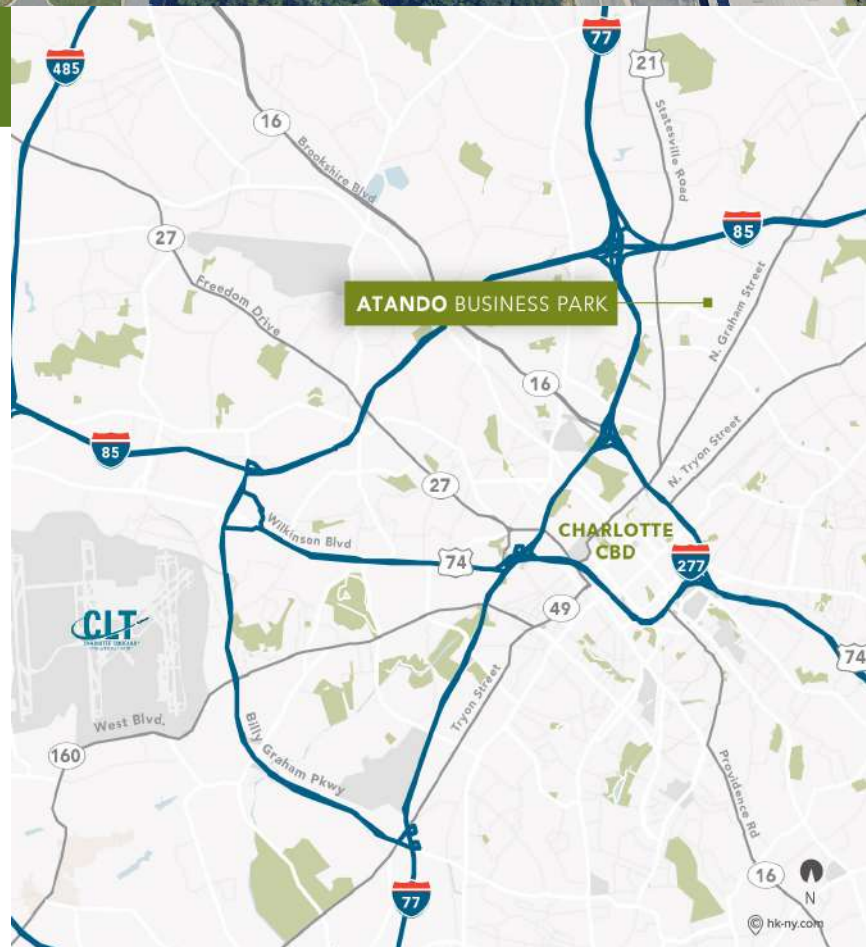 77
485
21
16
Brookshire Blvd
Statesville Road
85
27
Freedom Drive
ATANDO BUSINESS PARK
N. Graham Street
16
85
27
N. Tryon Street
Wilkinson Blvd
74
CHARLOTTE
CBD
277
49
CLT
74
West Blvd.
Tryon Street
160
Billy Graham Pkwy
Providence Rd
16
77
N
© hk-ny.com